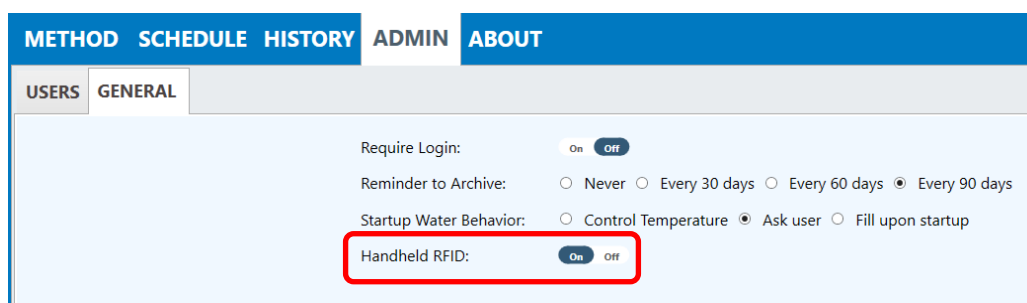 METHOD SCHEDULE HISTORY ADMIN ABOUT
USERS GENERAL
Require Login: On Off
Reminder to Archive: Never Every 30 days Every 60 days Every 90 days
Startup Water Behavior: Control Temperature Ask user Fill upon startup
Handheld RFID: On Off